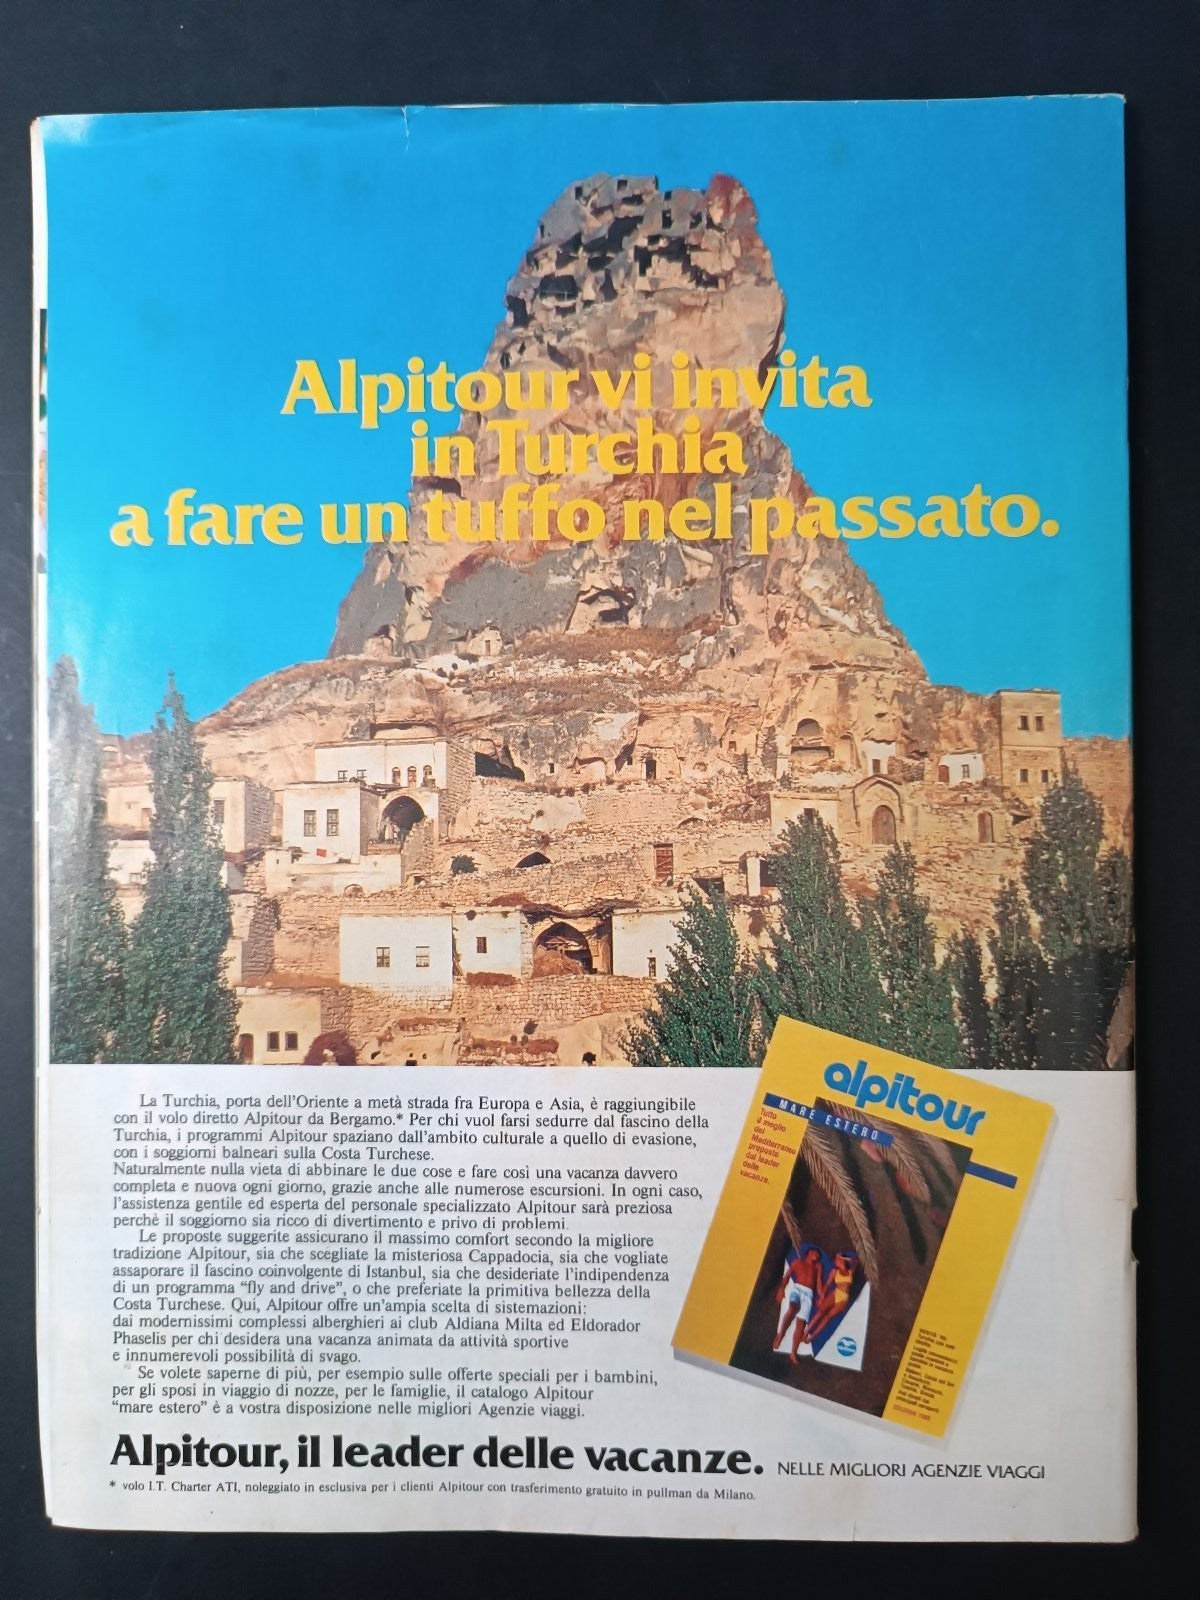 Alpitour vi invita
in Turchia
a fare un tuffo nel passato.
La Turchia, porta dell'Oriente a metà strada fra Europa e Asia, è raggiungibile
con il volo diretto Alpitour da Bergamo.* Per chi vuol farsi sedurre dal fascino della
Turchia, i programmi Alpitour spaziano dall'ambito culturale a quello di evasione,
con i soggiorni balneari sulla Costa Turchese.
Naturalmente nulla vieta di abbinare le due cose e fare così una vacanza davvero
completa e nuova ogni giorno, grazie anche alle numerose escursioni. In ogni caso,
l'assistenza gentile ed esperta del personale specializzato Alpitour sarà preziosa
perchè il soggiorno sia ricco di divertimento e privo di problemi.
Le proposte suggerite assicurano il massimo comfort secondo la migliore
tradizione Alpitour, sia che scegliate la misteriosa Cappadocia, sia che vogliate
assaporare il fascino coinvolgente di Istanbul, sia che desideriate l'indipendenza
di un programma "fly and drive", o che preferiate la primitiva bellezza della
Costa Turchese. Qui, Alpitour offre un'ampia scelta di sistemazioni:
dai modernissimi complessi alberghieri ai club Aldiana Milta ed Eldorador
Phaselis per chi desidera una vacanza animata da attività sportive
e innumerevoli possibilità di svago.
Se volete saperne di più, per esempio sulle offerte speciali per i bambini,
per gli sposi in viaggio di nozze, per le famiglie, il catalogo Alpitour
"mare estero" è a vostra disposizione nelle migliori Agenzie viaggi.
alpitour
MARE ESTERO
Tutto
il meglio
del
Mediterraneo
proposto
dal leader
delle
vacanze.
Alpitour, il leader delle vacanze. NELLE MIGLIORI AGENZIE VIAGGI
* volo I.T. Charter ATI, noleggiato in esclusiva per i clienti Alpitour con trasferimento gratuito in pullman da Milano.